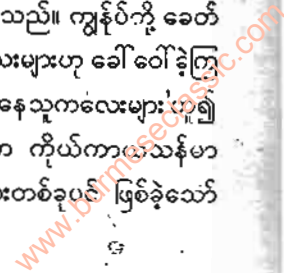 သည်။ ကျွန်ုပ်ကို ခေတ်
လေးများဟု ခေါ်ဝေါ်ခဲ့ကြ
နေသူကလေးများ'ဟူ၍
ကိုယ်ကာယသန်မာ
တစ်ခုပင် ဖြစ်ခဲ့သော်
www.burmeseclassic.com